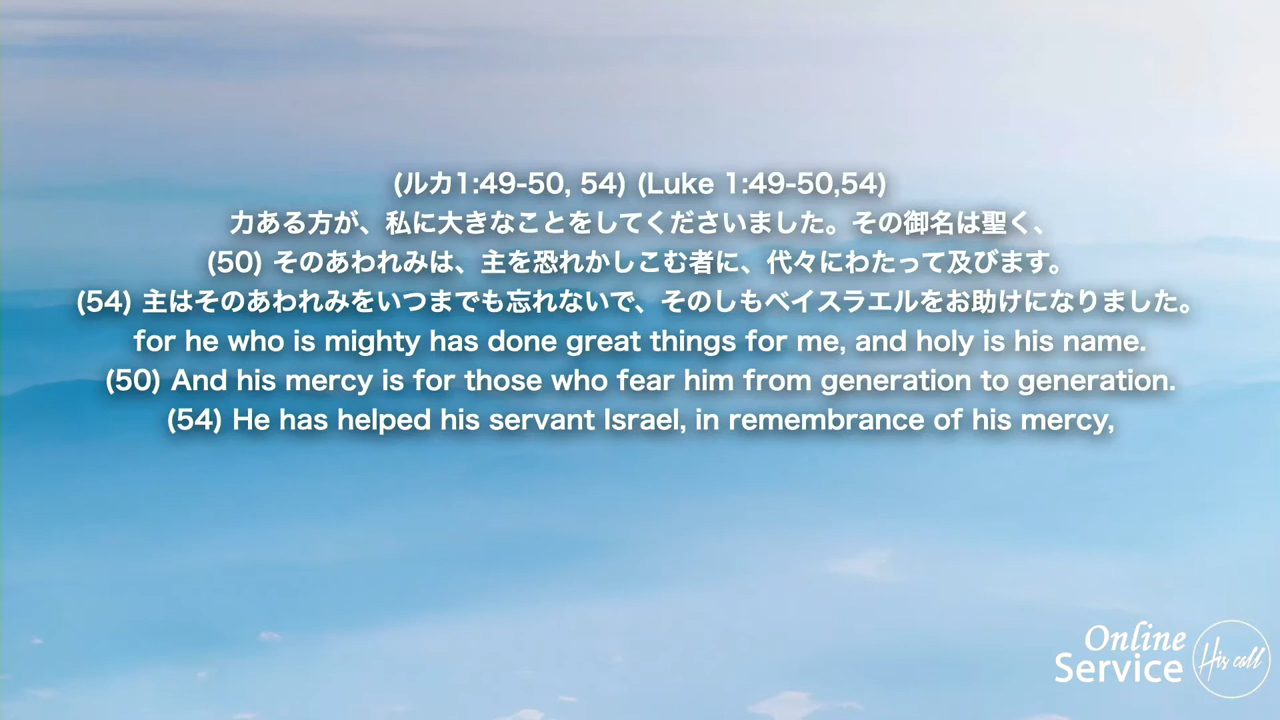 (ルカ1:49-50, 54) (Luke 1:49-50,54)
力ある方が、私に大きなことをしてくださいました。その御名は聖く、
(50) そのあわれみは、主を恐れかしこむ者に、代々にわたって及びます。
(54) 主はそのあわれみをいつまでも忘れないで、そのしもべイスラエルをお助けになりました。
for he who is mighty has done great things for me, and holy is his name.
(50) And his mercy is for those who fear him from generation to generation.
(54) He has helped his servant Israel, in remembrance of his mercy,
Online
Service
His call